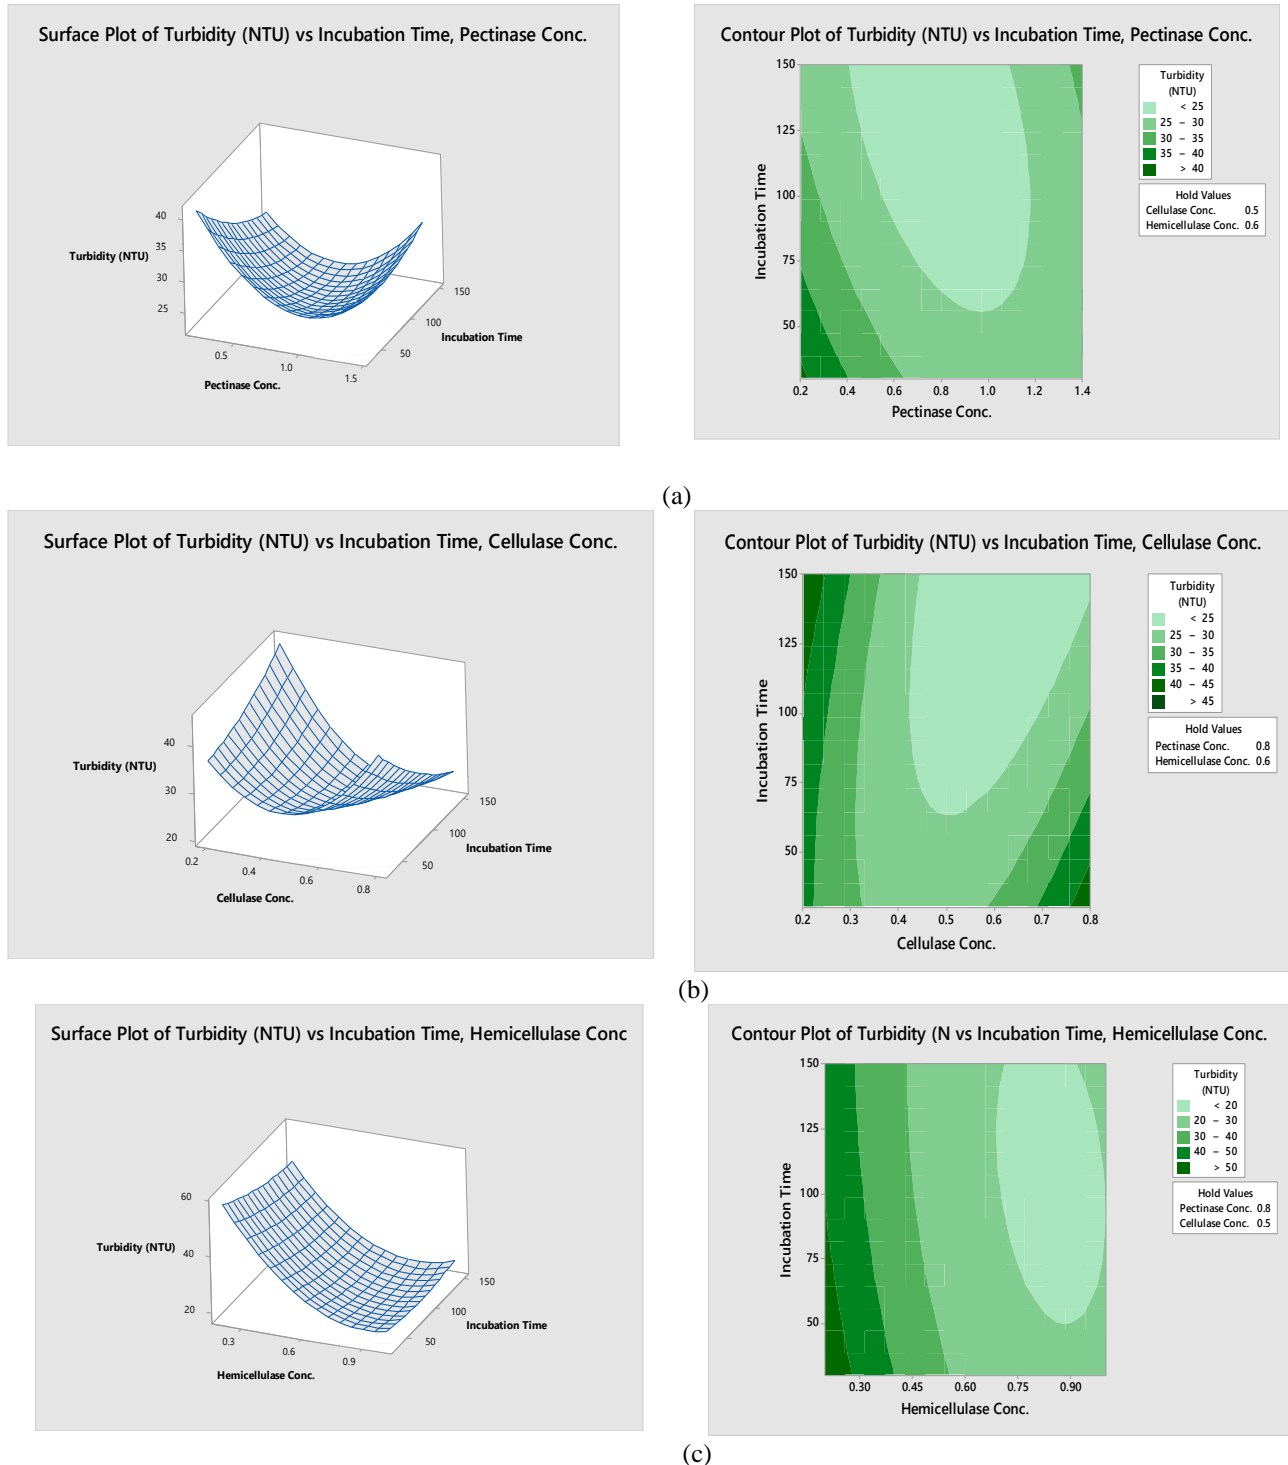 Surface Plot of Turbidity (NTU) vs Incubation Time, Pectinase Conc.
40
35
Turbidity (NTU)
30
25
0.5
1.0
1.5
Pectinase Conc.
50
100
150
Incubation Time
Contour Plot of Turbidity (NTU) vs Incubation Time, Pectinase Conc.
150
125
100
75
50
Incubation Time
0.2 0.4 0.6 0.8 1.0 1.2 1.4
Pectinase Conc.
Turbidity
(NTU)
< 25
25 – 30
30 – 35
35 – 40
> 40
Hold Values
Cellulase Conc. 0.5
Hemicellulase Conc. 0.6
(a)
Surface Plot of Turbidity (NTU) vs Incubation Time, Cellulase Conc.
40
Turbidity (NTU)
30
20
0.2
0.4
0.6
0.8
Cellulase Conc.
50
100
150
Incubation Time
Contour Plot of Turbidity (NTU) vs Incubation Time, Cellulase Conc.
150
125
100
75
50
Incubation Time
0.2 0.3 0.4 0.5 0.6 0.7 0.8
Cellulase Conc.
Turbidity
(NTU)
< 25
25 – 30
30 – 35
35 – 40
40 – 45
> 45
Hold Values
Pectinase Conc. 0.8
Hemicellulase Conc. 0.6
(b)
Surface Plot of Turbidity (NTU) vs Incubation Time, Hemicellulase Conc
60
Turbidity (NTU)
40
20
0.3
0.6
0.9
Hemicellulase Conc.
50
100
150
Incubation Time
Contour Plot of Turbidity (N vs Incubation Time, Hemicellulase Conc.
150
125
100
75
50
Incubation Time
0.30 0.45 0.60 0.75 0.90
Hemicellulase Conc.
Turbidity
(NTU)
< 20
20 – 30
30 – 40
40 – 50
> 50
Hold Values
Pectinase Conc. 0.8
Cellulase Conc. 0.5
(c)